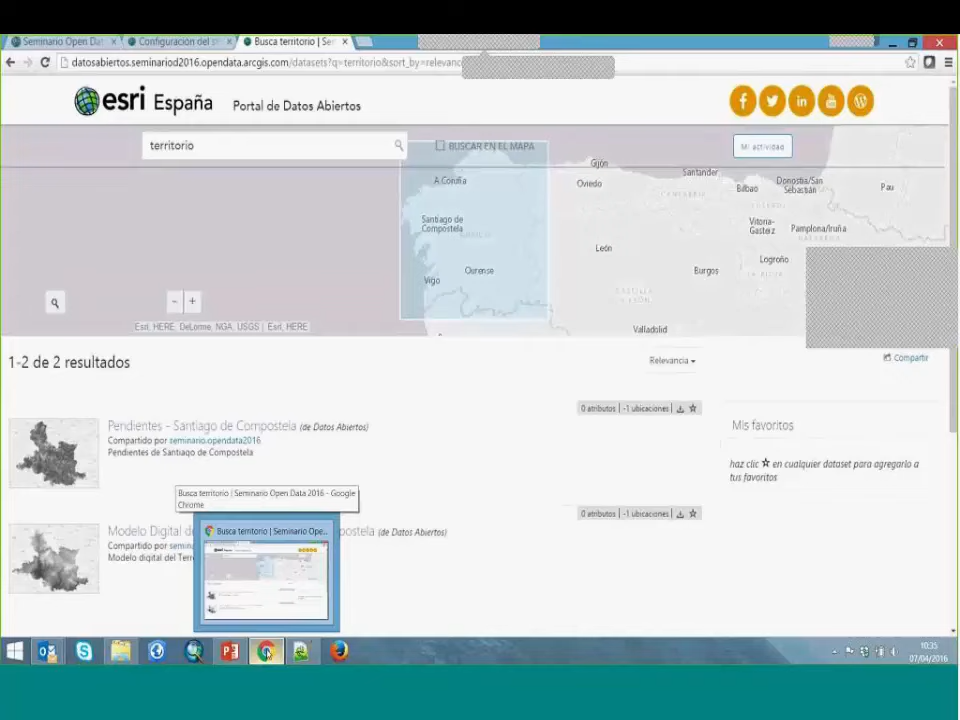 Seminario Open Dat
Configuración del s
Busca territorio | Se
datosabiertos.seminariod2016.opendata.arcgis.com/datasets?q=territorio&sort_by=relevanc
esri España
Portal de Datos Abiertos
territorio
BUSCAR EN EL MAPA
Mi actividad
Gijón
Santander
A Coruña
Oviedo
Bilbao
Donostia/San
Sebastián
Pau
Santiago de
Compostela
León
Vitoria-
Gasteiz
Pamplona/Iruña
Vigo
Ourense
Burgos
Logroño
Valladolid
- +
Esri, HERE, DeLorme, NGA, USGS | Esri, HERE
1-2 de 2 resultados
Relevancia
Compartir
0 atributos | -1 ubicaciones |
Pendientes - Santiago de Compostela (de Datos Abiertos)
Compartido por seminario.opendata2016
Pendientes de Santiago de Compostela
Mis favoritos
haz clic en cualquier dataset para agregarlo a
tus favoritos
Busca territorio | Seminario Open Data 2016 - Google
Chrome
0 atributos | -1 ubicaciones |
Modelo Digital d
postela (de Datos Abiertos)
Busca territorio | Seminario Ope...
Compartido por semin
Modelo digital del Terr
10:35
07/04/2016